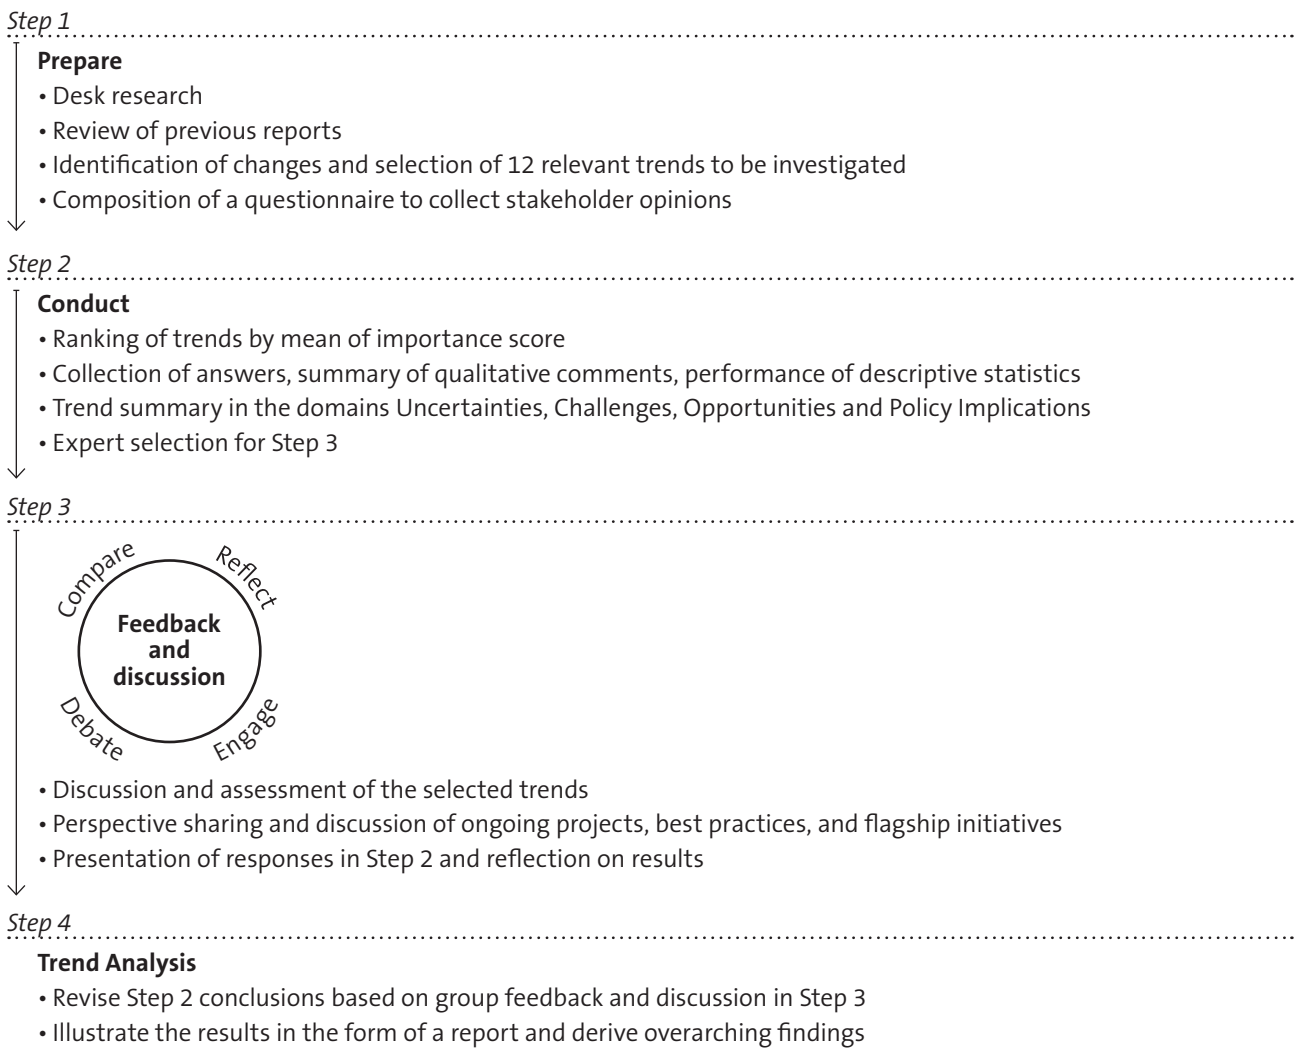 Step 1
Prepare
• Desk research
• Review of previous reports
• Identification of changes and selection of 12 relevant trends to be investigated
• Composition of a questionnaire to collect stakeholder opinions
Step 2
Conduct
• Ranking of trends by mean of importance score
• Collection of answers, summary of qualitative comments, performance of descriptive statistics
• Trend summary in the domains Uncertainties, Challenges, Opportunities and Policy Implications
• Expert selection for Step 3
Step 3
Compare
Reflect
Feedback
and
discussion
Debate
Engage
• Discussion and assessment of the selected trends
• Perspective sharing and discussion of ongoing projects, best practices, and flagship initiatives
• Presentation of responses in Step 2 and reflection on results
Step 4
Trend Analysis
• Revise Step 2 conclusions based on group feedback and discussion in Step 3
• Illustrate the results in the form of a report and derive overarching findings